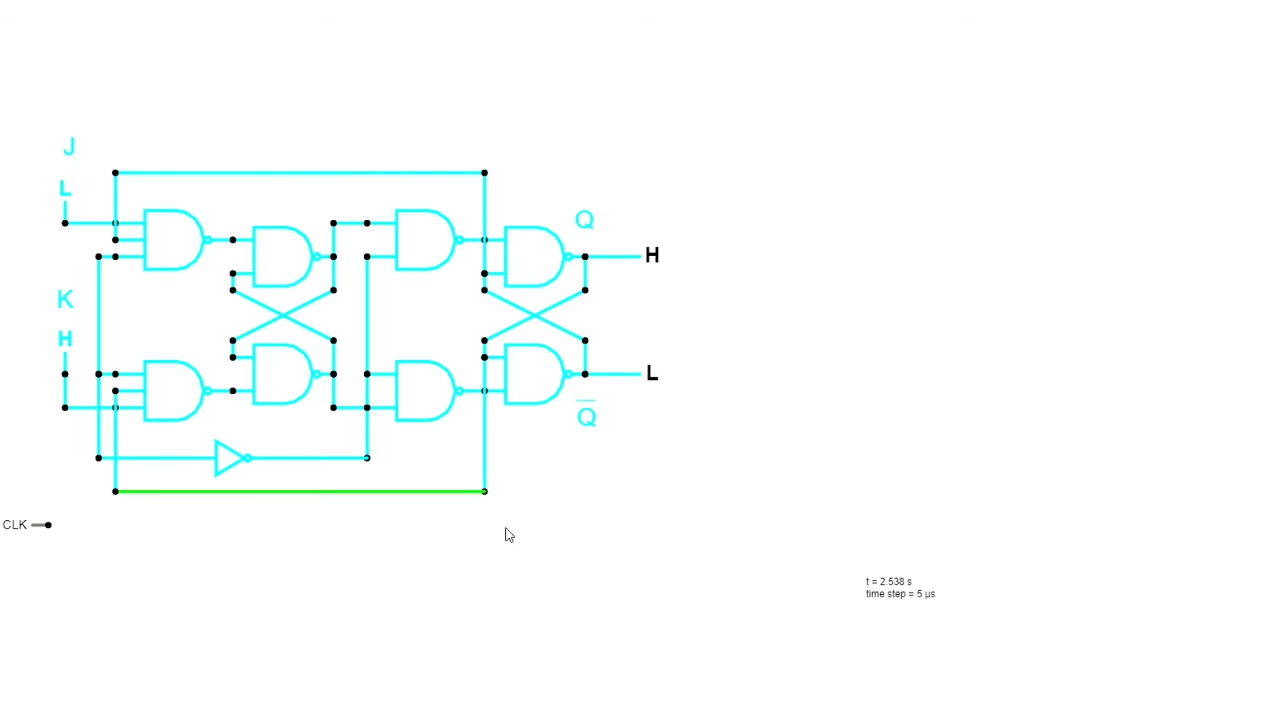 J
L
Q
H
K
H
L
Q
CLK
t = 2.538 s
time step = 5 µs